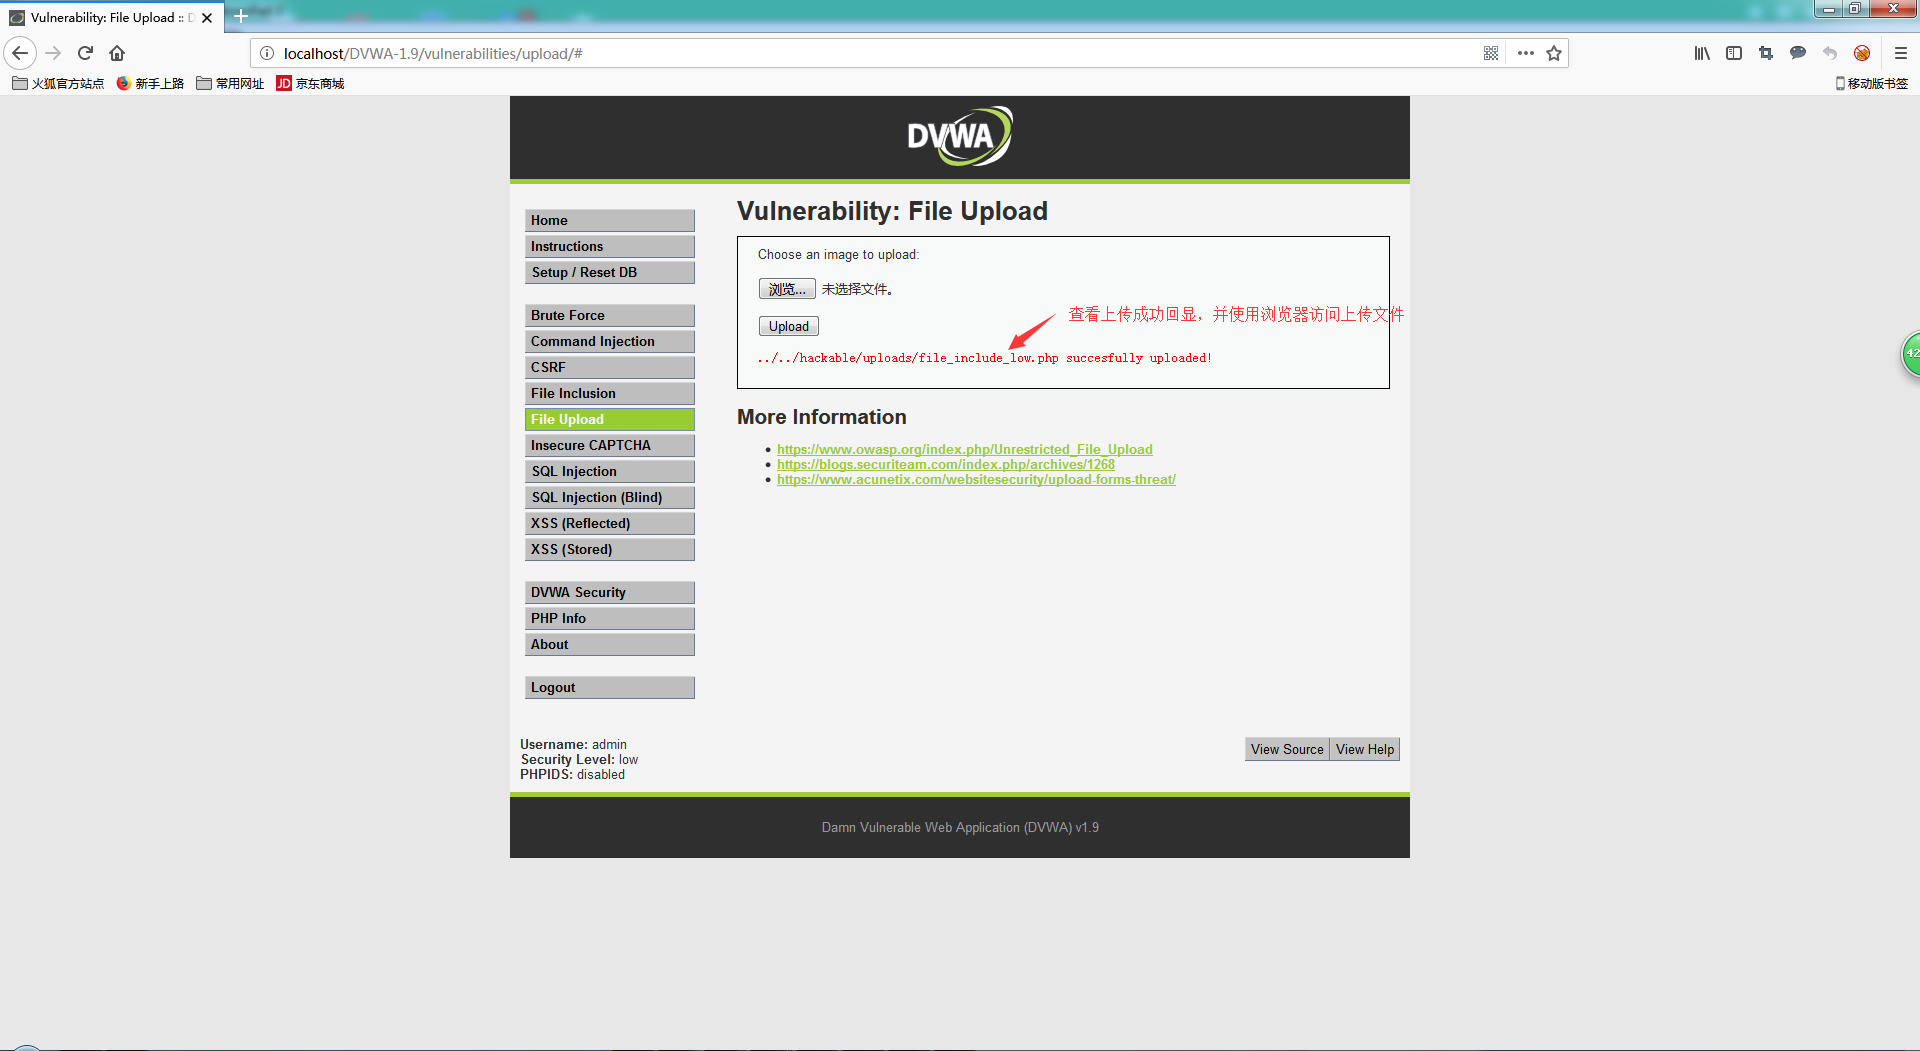 Vulnerability: File Upload :: D
localhost/DVWA-1.9/vulnerabilities/upload/#
火狐官方站点 新手上路 常用网址 JD 京东商城 移动版书签
DVWA
Home
Instructions
Setup / Reset DB
Brute Force
Command Injection
CSRF
File Inclusion
File Upload
Insecure CAPTCHA
SQL Injection
SQL Injection (Blind)
XSS (Reflected)
XSS (Stored)
DVWA Security
PHP Info
About
Logout
Vulnerability: File Upload
Choose an image to upload:
浏览... 未选择文件。
查看上传成功回显，并使用浏览器访问上传文件
Upload
../../hackable/uploads/file_include_low.php succesfully uploaded!
42
More Information
https://www.owasp.org/index.php/Unrestricted_File_Upload
https://blogs.securiteam.com/index.php/archives/1268
https://www.acunetix.com/websitesecurity/upload-forms-threat/
Username: admin
Security Level: low
PHPIDS: disabled
View Source View Help
Damn Vulnerable Web Application (DVWA) v1.9